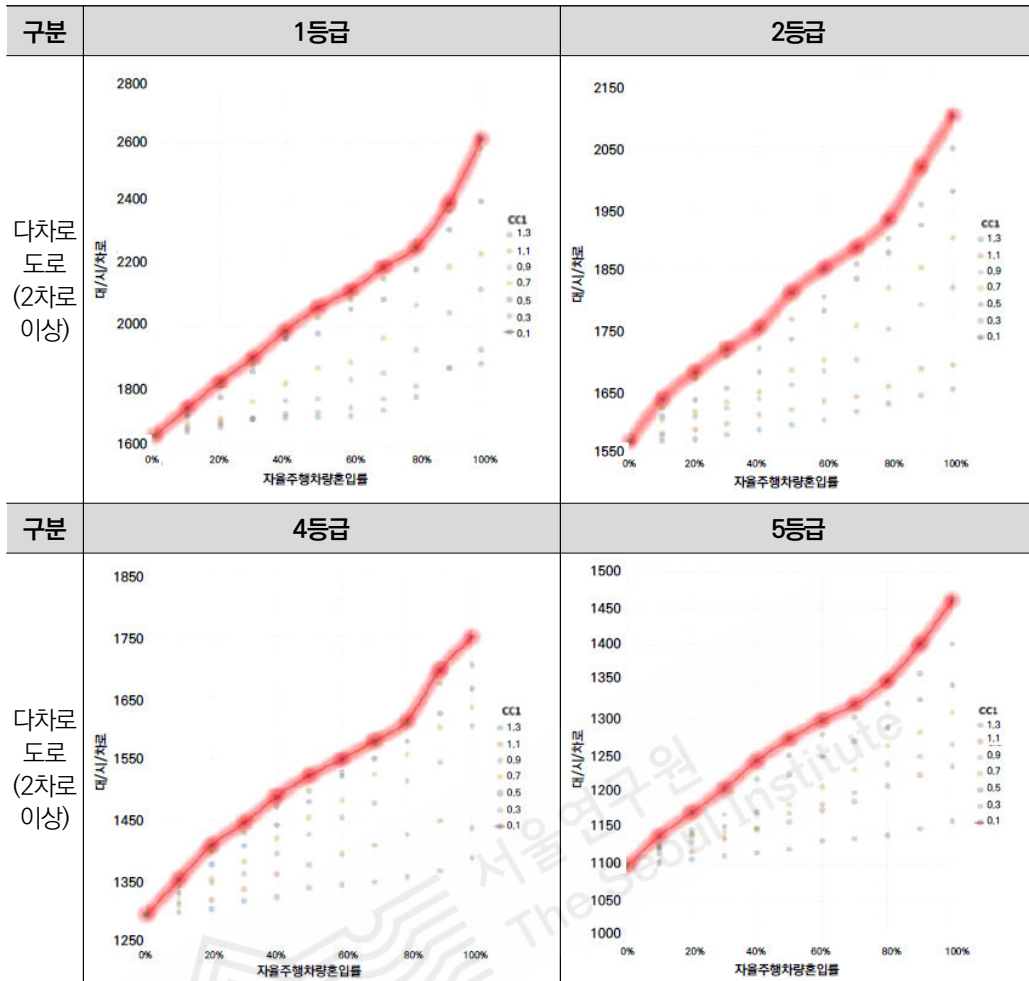 구분 1등급 2등급
다차로
도로
(2차로
이상)
2800
2600
2400
2200
2000
1800
1600
대/시/차로
0% 20% 40% 60% 80% 100%
자율주행차량혼입률
CC1
1.3
1.1
0.9
0.7
0.5
0.3
0.1
2150
2050
1950
1850
1750
1650
1550
대/시/차로
0% 20% 40% 60% 80% 100%
자율주행차량혼입률
CC1
1.3
1.1
0.9
0.7
0.5
0.3
0.1
구분 4등급 5등급
다차로
도로
(2차로
이상)
1850
1750
1650
1550
1450
1350
1250
대/시/차로
0% 20% 40% 60% 80% 100%
자율주행차량혼입률
CC1
1.3
1.1
0.9
0.7
0.5
0.3
0.1
1500
1450
1400
1350
1300
1250
1200
1150
1100
1050
1000
대/시/차로
0% 20% 40% 60% 80% 100%
자율주행차량혼입률
CC1
1.3
1.1
0.9
0.7
0.5
0.3
0.1
서울연구원
The Seoul Institute